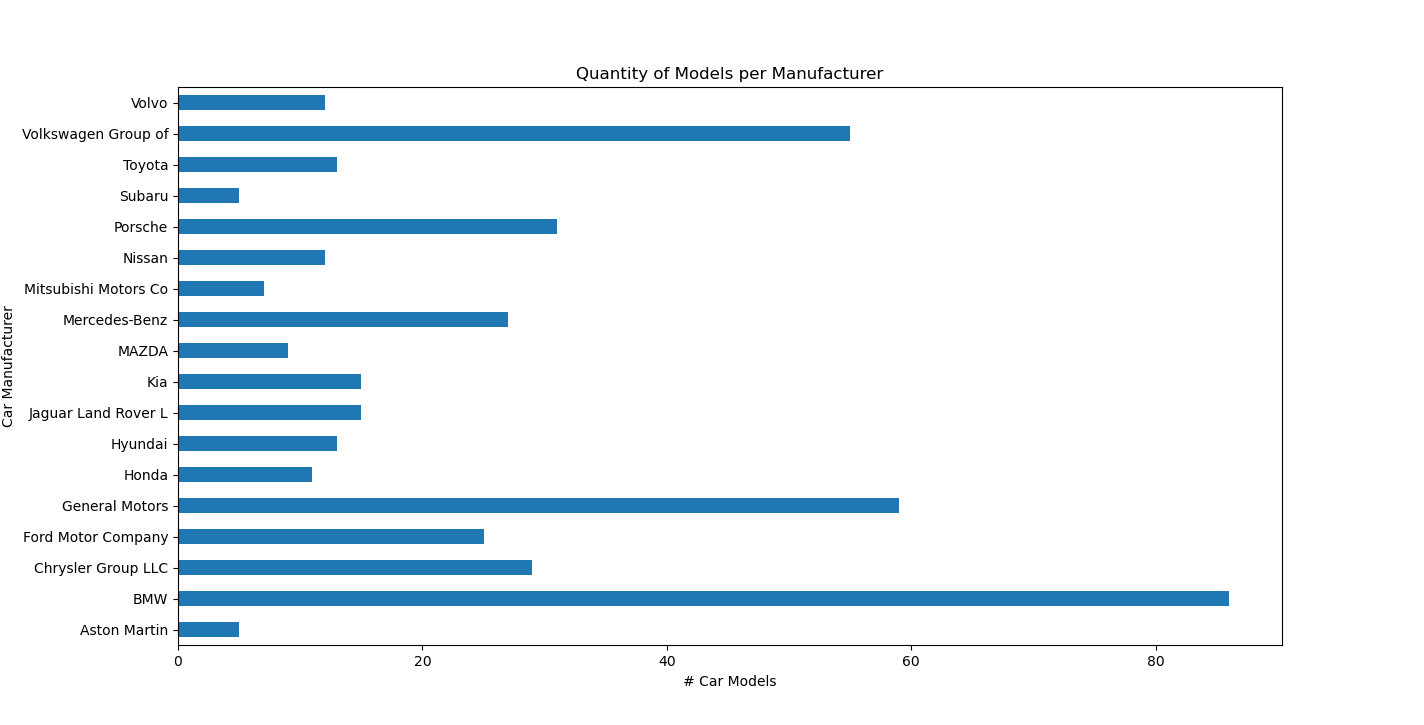 Quantity of Models per Manufacturer
Volvo
Volkswagen Group of
Toyota
Subaru
Porsche
Nissan
Mitsubishi Motors Co
Mercedes-Benz
MAZDA
Kia
Jaguar Land Rover L
Hyundai
Honda
General Motors
Ford Motor Company
Chrysler Group LLC
BMW
Aston Martin
Car Manufacturer
0 20 40 60 80
# Car Models